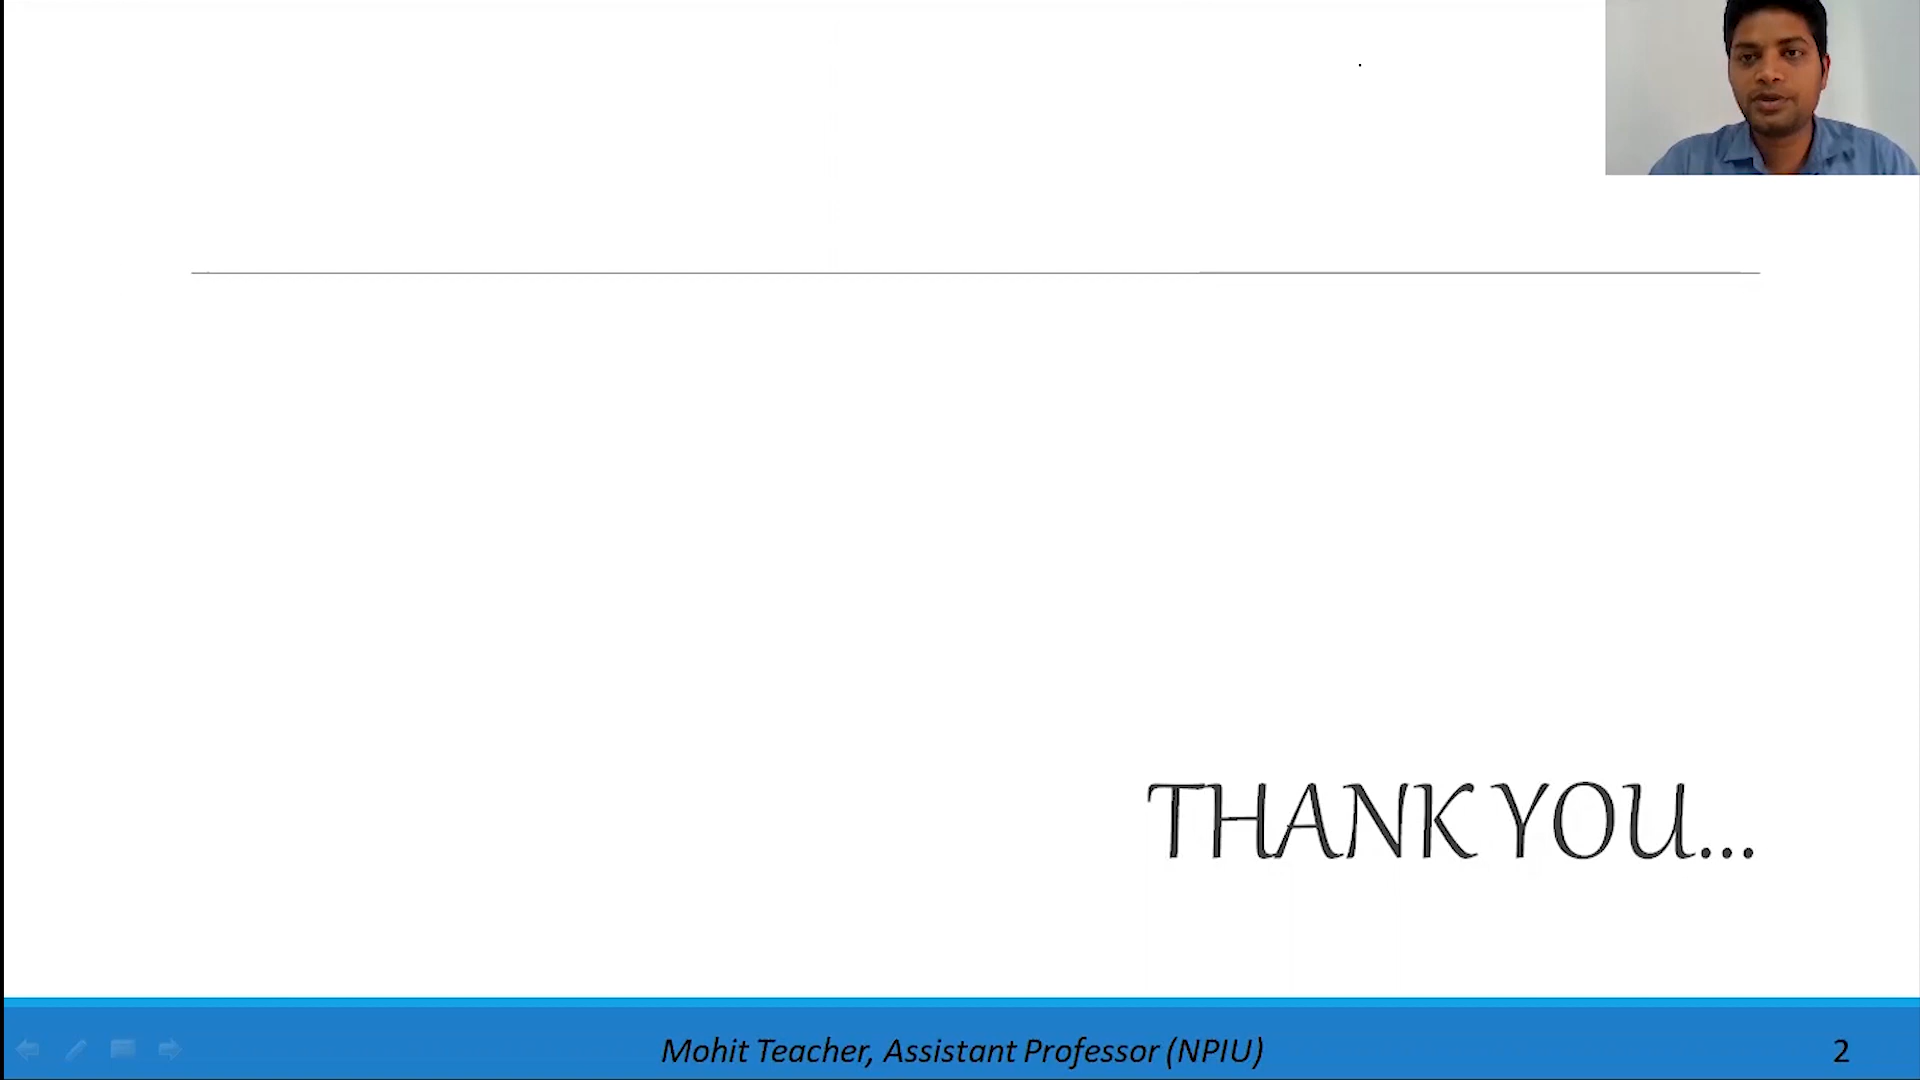 THANK YOU...
Mohit Teacher, Assistant Professor (NPIU)
2